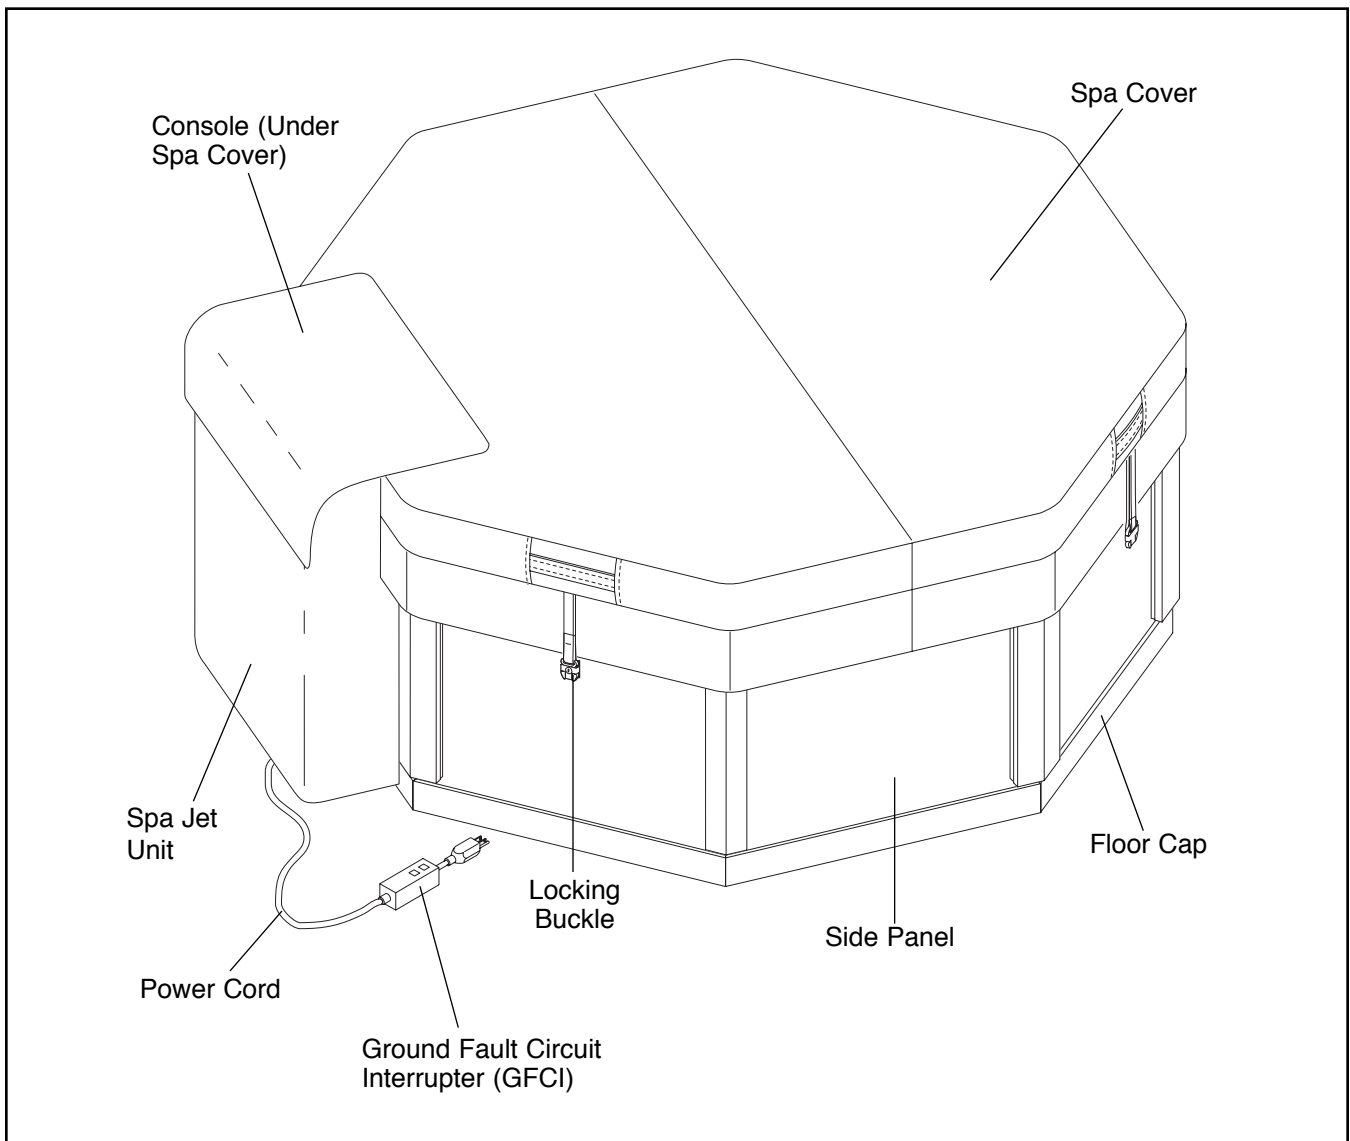 Spa Cover
Console (Under
Spa Cover)
Spa Jet
Unit
Floor Cap
Locking
Buckle
Side Panel
Power Cord
Ground Fault Circuit
Interrupter (GFCI)